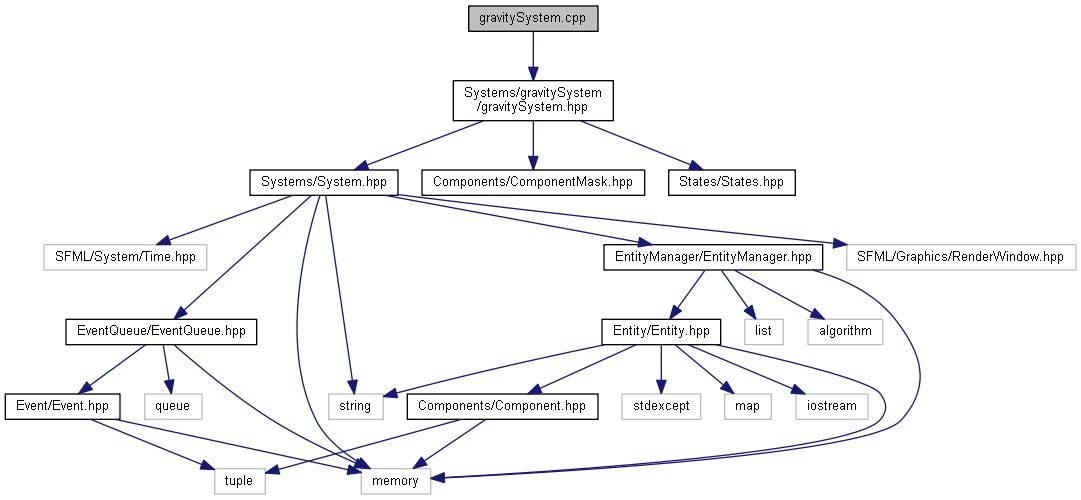 gravitySystem.cpp
Systems/gravitySystem
/gravitySystem.hpp
Systems/System.hpp
Components/ComponentMask.hpp
States/States.hpp
SFML/System/Time.hpp
EntityManager/EntityManager.hpp
SFML/Graphics/RenderWindow.hpp
EventQueue/EventQueue.hpp
Entity/Entity.hpp
list
algorithm
Event/Event.hpp
queue
string
Components/Component.hpp
stdexcept
map
iostream
tuple
memory